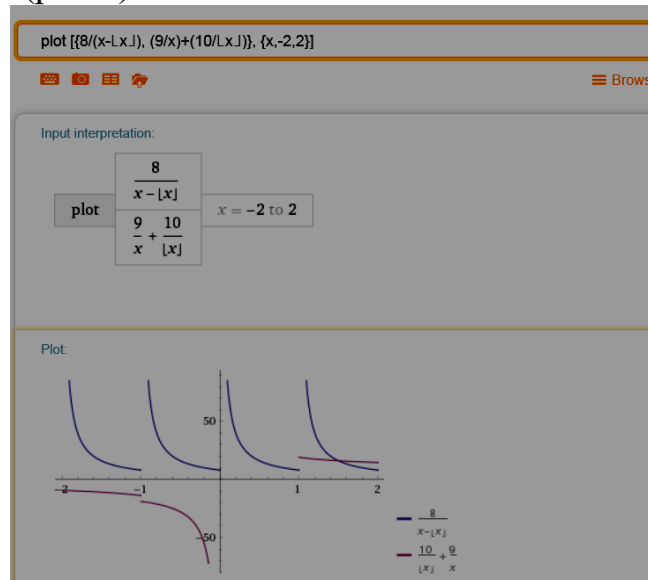 plot [{8/(x-⌊x⌋), (9/x)+(10/⌊x⌋)}, {x,-2,2}]
Brows
Input interpretation:
plot 8/(x-⌊x⌋) x = -2 to 2
9/x + 10/⌊x⌋
Plot:
50
-2 -1 1 2
-50
8/(x-⌊x⌋)
10/⌊x⌋ + 9/x